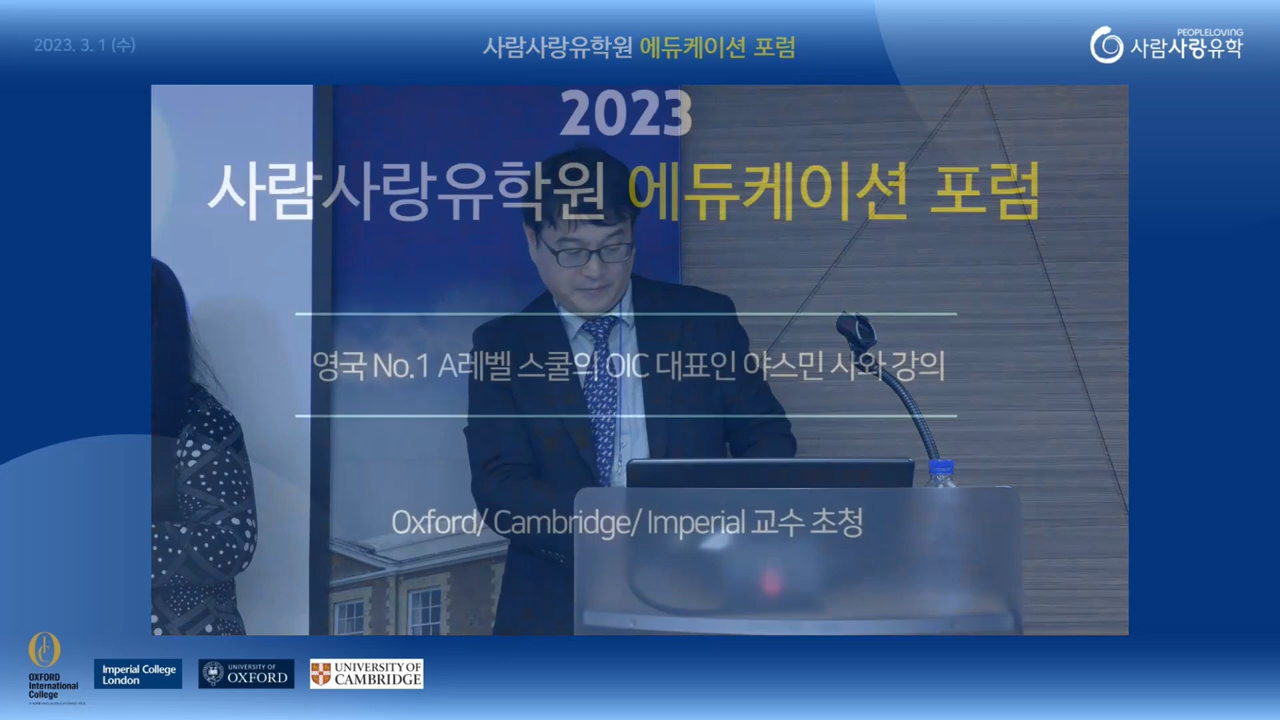 2023. 3. 1 (수)
사람사랑유학원 에듀케이션 포럼
PEOPLELOVING
사람사랑유학
2023
사람사랑유학원 에듀케이션 포럼
영국 No.1 A레벨 스쿨의 OIC 대표인 야스민 사와 강의
Oxford/ Cambridge/ Imperial 교수 초청
OIC
OXFORD
International
College
Imperial College
London
UNIVERSITY OF
OXFORD
UNIVERSITY OF
CAMBRIDGE